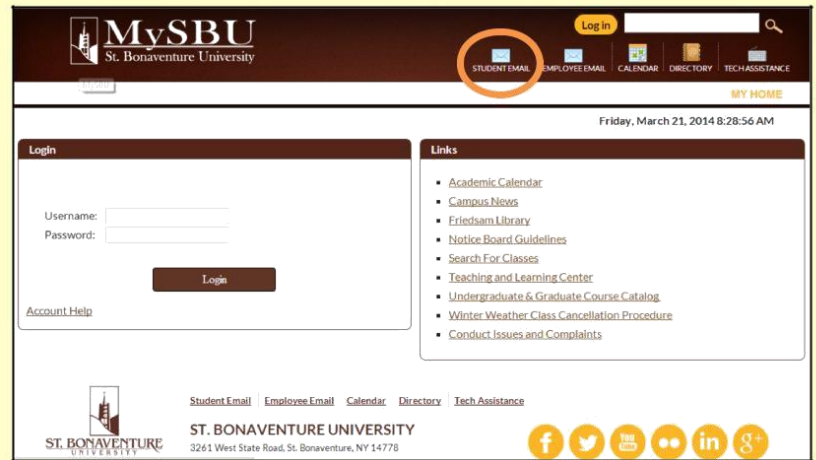 MySBU
St. Bonaventure University
Log in
STUDENT EMAIL
EMPLOYEE EMAIL
CALENDAR
DIRECTORY
TECH ASSISTANCE
MySBU
MY HOME
Friday, March 21, 2014 8:28:56 AM
Login
Username:
Password:
Login
Account Help
Links
Academic Calendar
Campus News
Friedsam Library
Notice Board Guidelines
Search For Classes
Teaching and Learning Center
Undergraduate & Graduate Course Catalog
Winter Weather Class Cancellation Procedure
Conduct Issues and Complaints
ST. BONAVENTURE
UNIVERSITY
Student Email Employee Email Calendar Directory Tech Assistance
ST. BONAVENTURE UNIVERSITY
3261 West State Road, St. Bonaventure, NY 14778
f You Tube in g+